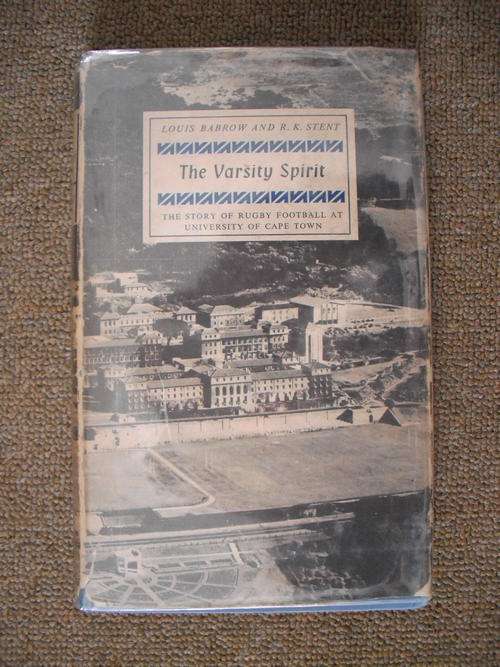 LOUIS BABROW AND R. K. STENT
The Varsity Spirit
THE STORY OF RUGBY FOOTBALL AT
UNIVERSITY OF CAPE TOWN